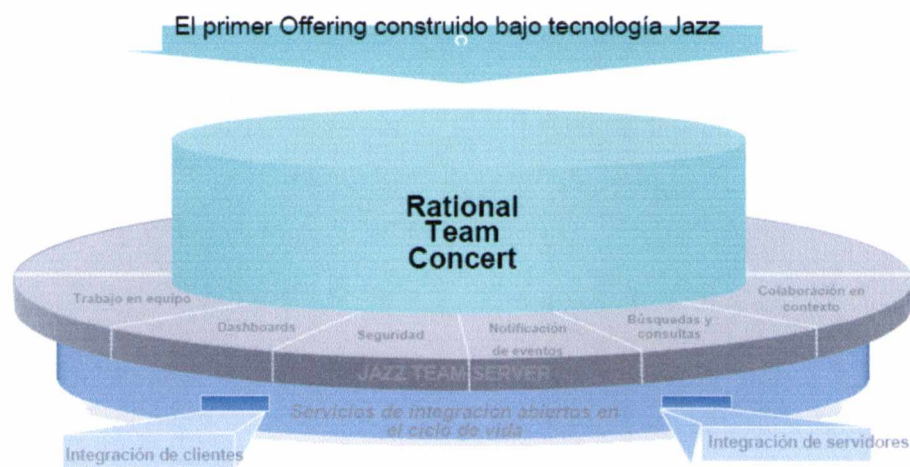 El primer Offering construido bajo tecnología Jazz
C
Rational
Team
Concert
Trabajo en equipo
Dashboards
Seguridad
Notificación
de eventos
Búsquedas y
consultas
Colaboración en
contexto
JAZZ TEAM SERVER
Servicios de integración abiertos en
el ciclo de vida
Integración de clientes
Integración de servidores